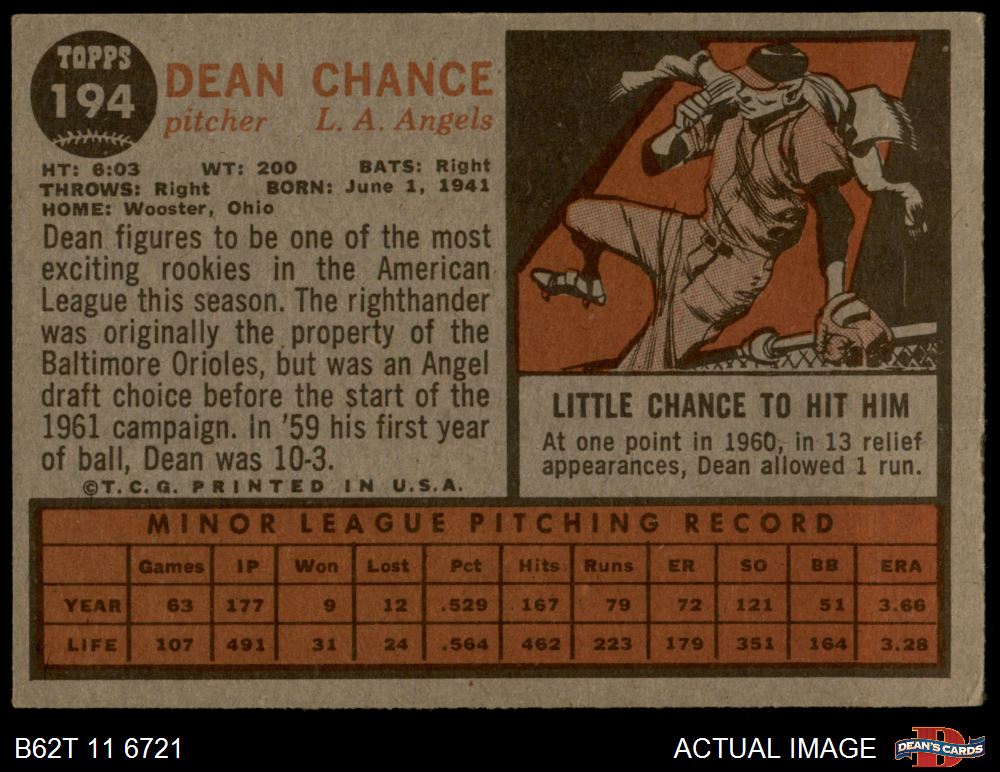 TOPPS
194
DEAN CHANCE
pitcher L. A. Angels
HT: 6:03 WT: 200 BATS: Right
THROWS: Right BORN: June 1, 1941
HOME: Wooster, Ohio
Dean figures to be one of the most
exciting rookies in the American
League this season. The righthander
was originally the property of the
Baltimore Orioles, but was an Angel
draft choice before the start of the
1961 campaign. In '59 his first year
of ball, Dean was 10-3.
©T.C.G. PRINTED IN U.S.A.
LITTLE CHANCE TO HIT HIM
At one point in 1960, in 13 relief
appearances, Dean allowed 1 run.
MINOR LEAGUE PITCHING RECORD
Games IP Won Lost Pct Hits Runs ER SO BB ERA
YEAR 63 177 9 12 .529 167 79 72 121 51 3.66
LIFE 107 491 31 24 .564 462 223 179 351 164 3.28
B62T 11 6721
ACTUAL IMAGE
D
DEAN'S CARDS